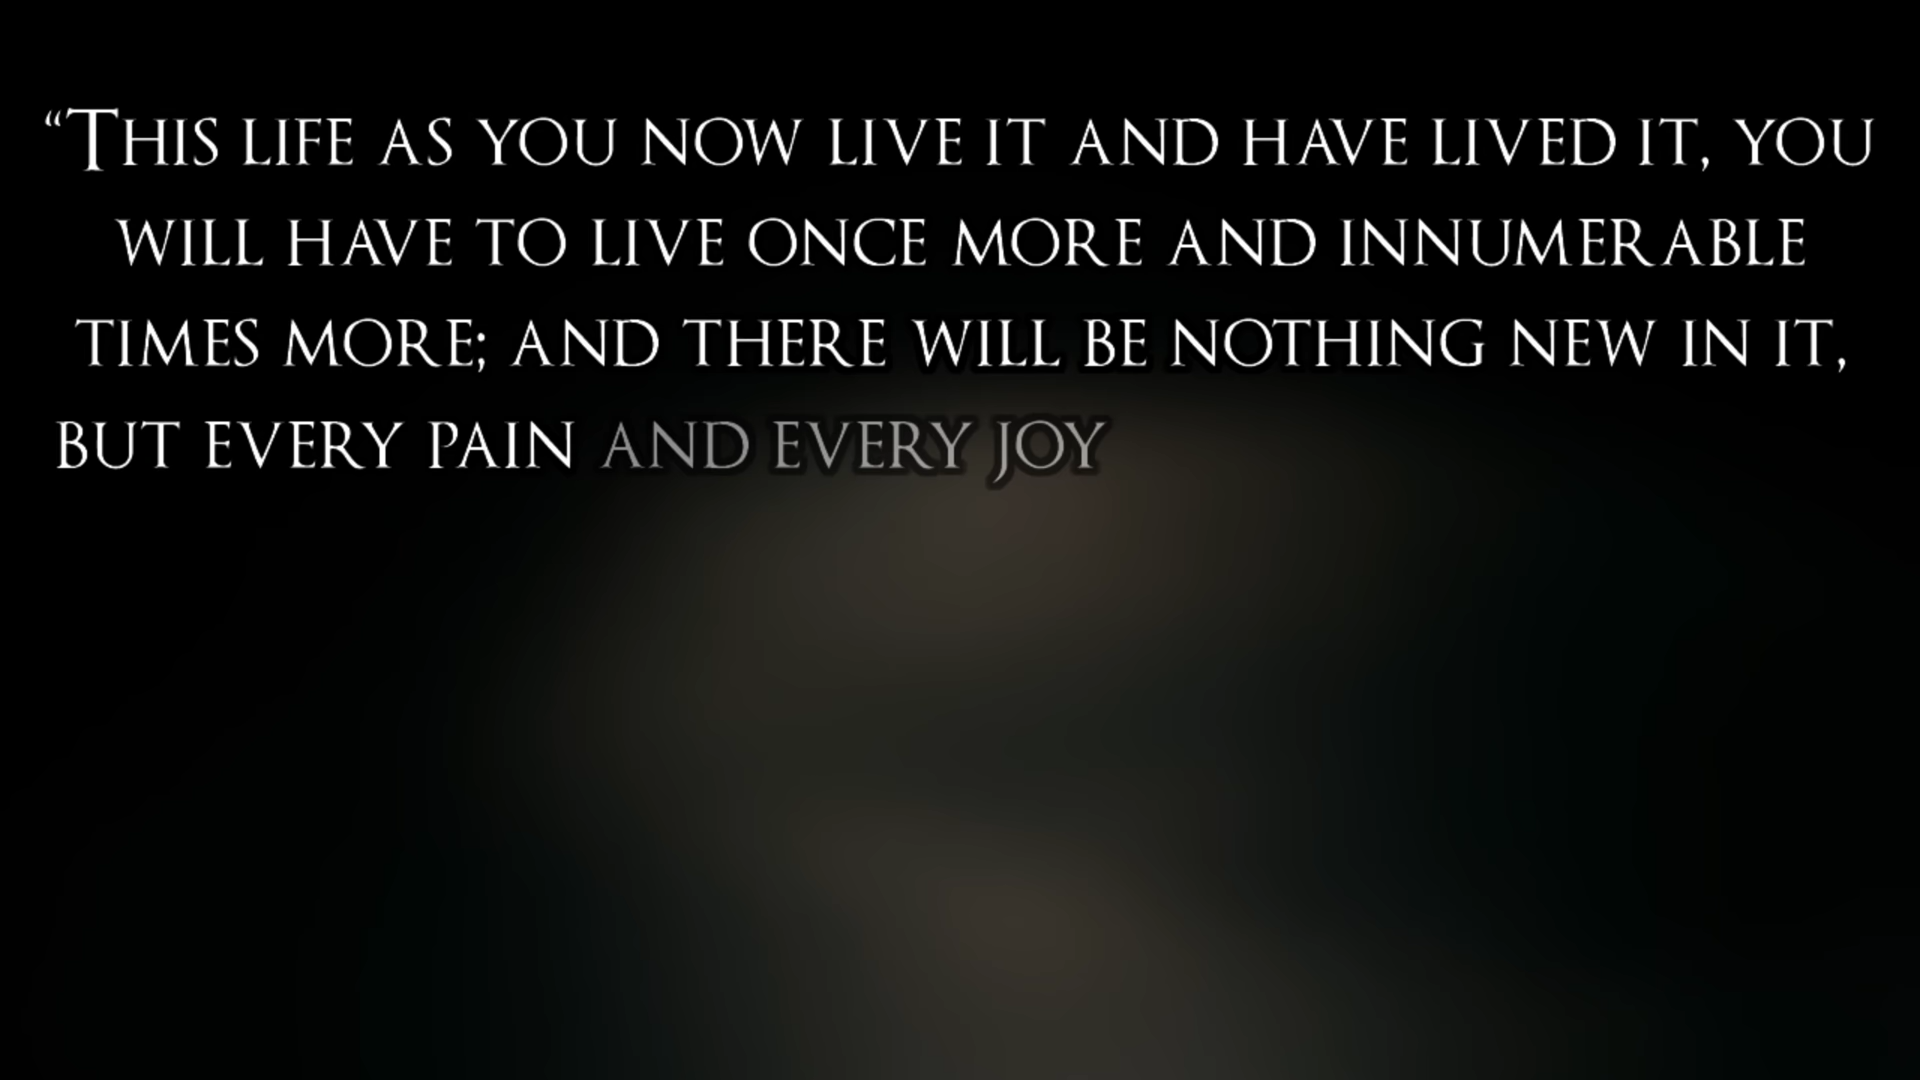 “This life as you now live it and have lived it, you
will have to live once more and innumerable
times more; and there will be nothing new in it,
but every pain and every joy